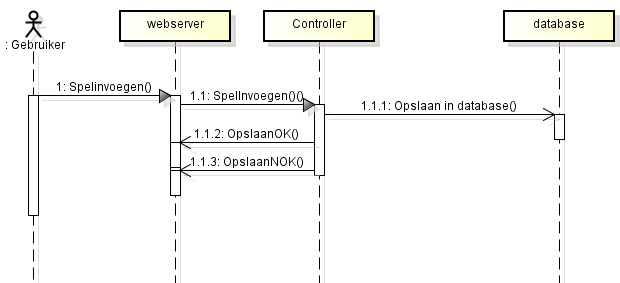 webserver
Controller
database
: Gebruiker
1: Spelinvoegen()
1.1: SpelInvoegen()()
1.1.1: Opslaan in database()
1.1.2: OpslaanOK()
1.1.3: OpslaanNOK()